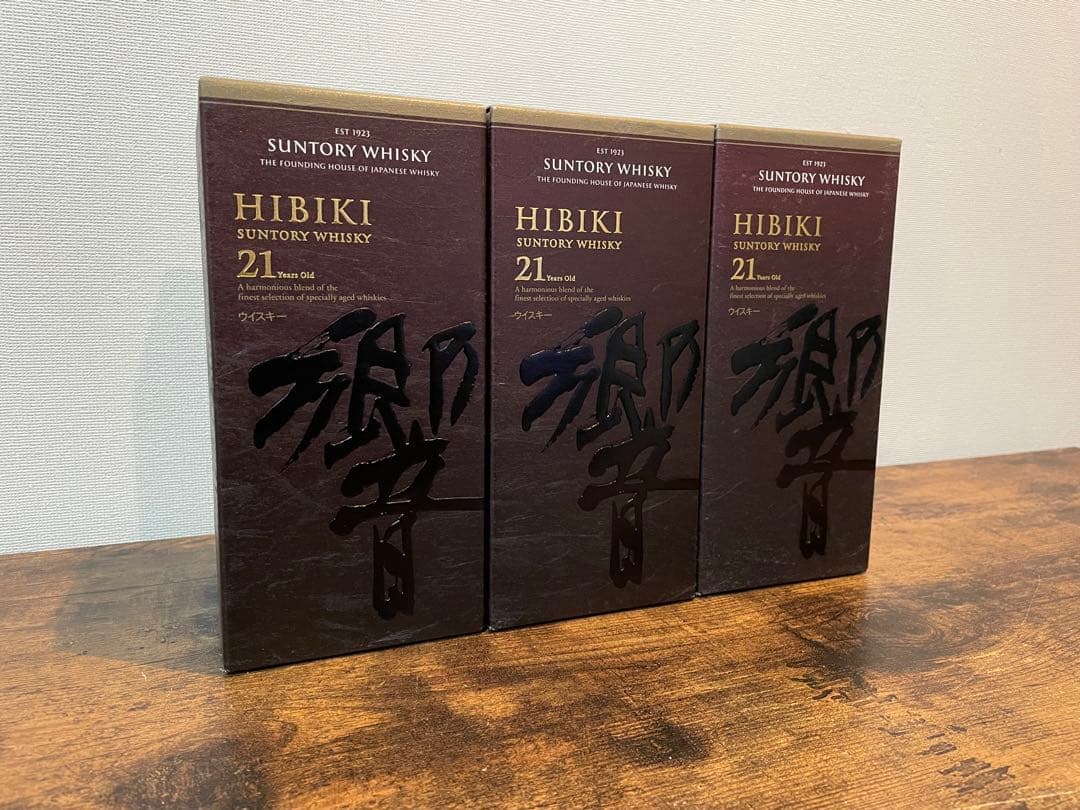 EST 1923
SUNTORY WHISKY
THE FOUNDING HOUSE OF JAPANESE WHISKY
HIBIKI
SUNTORY WHISKY
21 Years Old
A harmonious blend of the
finest selection of specially aged whiskies
ウイスキー
響
EST 1923
SUNTORY WHISKY
THE FOUNDING HOUSE OF JAPANESE WHISKY
HIBIKI
SUNTORY WHISKY
21 Years Old
A harmonious blend of the
finest selection of specially aged whiskies
ウイスキー
響
EST 1923
SUNTORY WHISKY
THE FOUNDING HOUSE OF JAPANESE WHISKY
HIBIKI
SUNTORY WHISKY
21 Years Old
A harmonious blend of the
finest selection of specially aged whiskies
ウイスキー
響